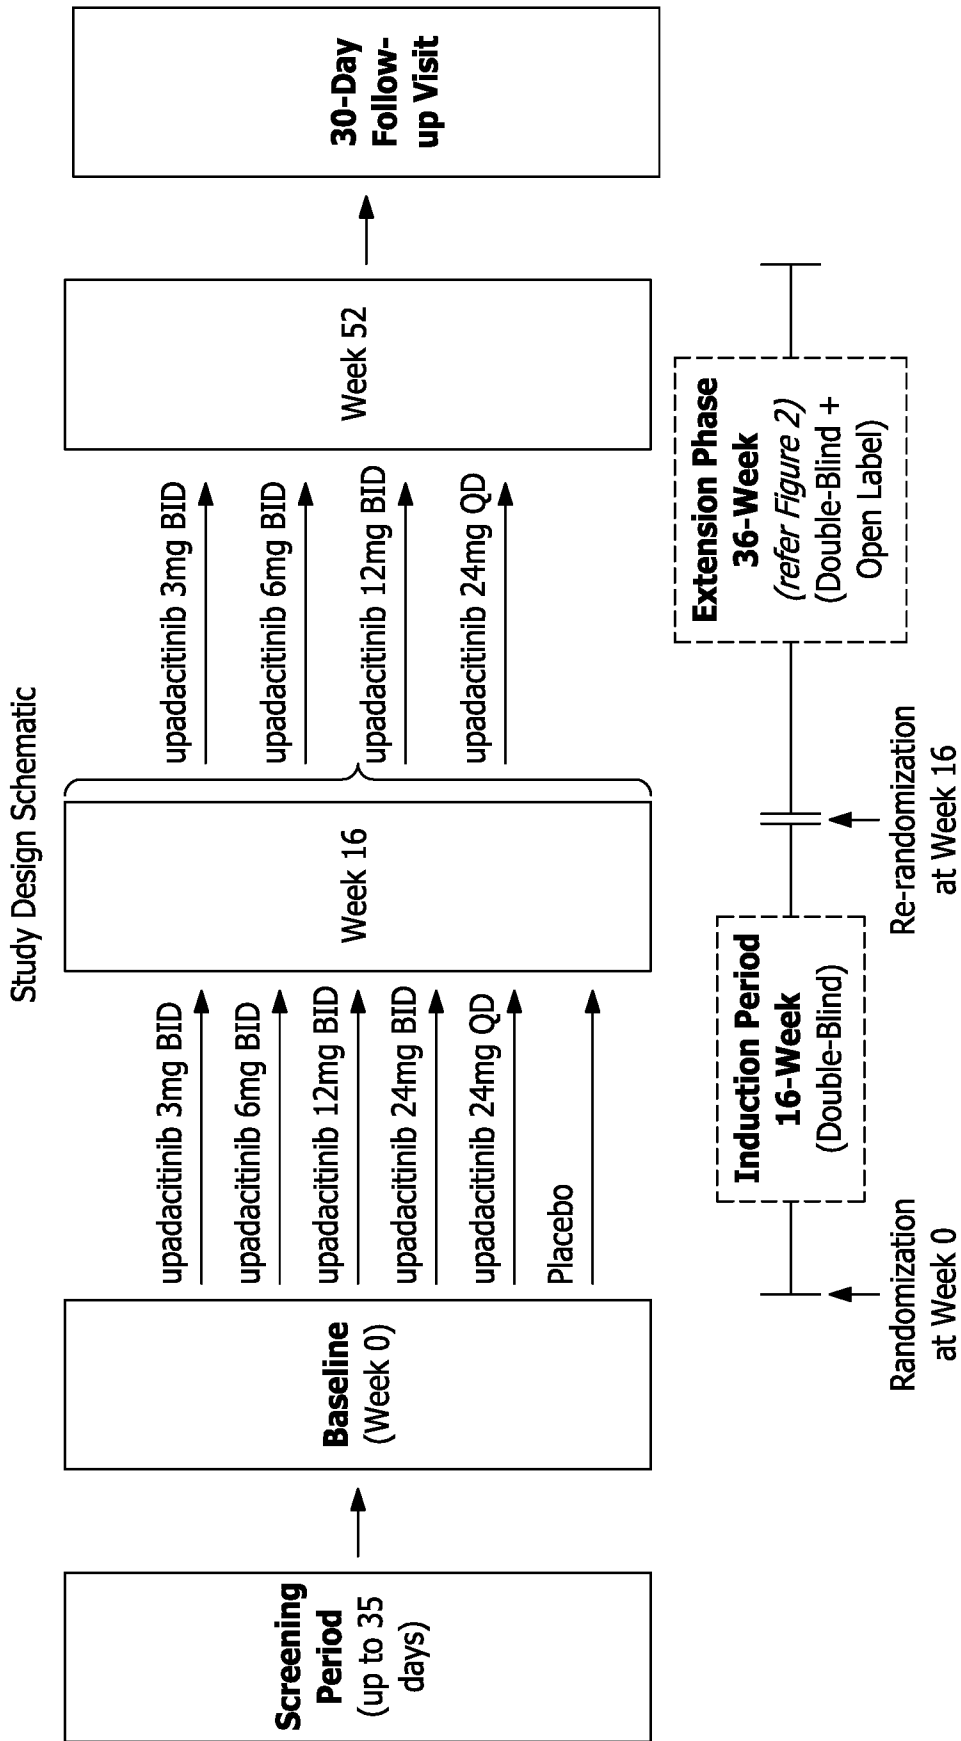 Study Design Schematic
Screening
Period
(up to 35
days)
Baseline
(Week 0)
upadacitinib 3mg BID
upadacitinib 6mg BID
upadacitinib 12mg BID
upadacitinib 24mg BID
upadacitinib 24mg QD
Placebo
Week 16
upadacitinib 3mg BID
upadacitinib 6mg BID
upadacitinib 12mg BID
upadacitinib 24mg QD
Week 52
30-Day
Follow-
up Visit
Induction Period
16-Week
(Double-Blind)
Extension Phase
36-Week
(refer Figure 2)
(Double-Blind +
Open Label)
Randomization
at Week 0
Re-randomization
at Week 16